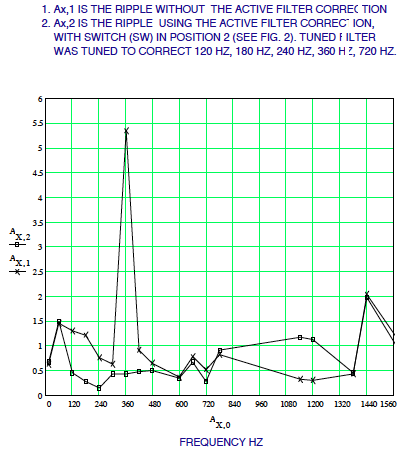 1. Ax,1 IS THE RIPPLE WITHOUT THE ACTIVE FILTER CORRECTION
2. Ax,2 IS THE RIPPLE USING THE ACTIVE FILTER CORRECTION,
WITH SWITCH (SW) IN POSITION 2 (SEE FIG. 2). TUNED FILTER
WAS TUNED TO CORRECT 120 HZ, 180 HZ, 240 HZ, 360 HZ, 720 HZ.
6
5.5
5
4.5
4
3.5
3
2.5
2
1.5
1
0.5
0
A X,2
A X,1
0 120 240 360 480 600 720 840 960 1080 1200 1320 1440 1560
A X,0
FREQUENCY HZ